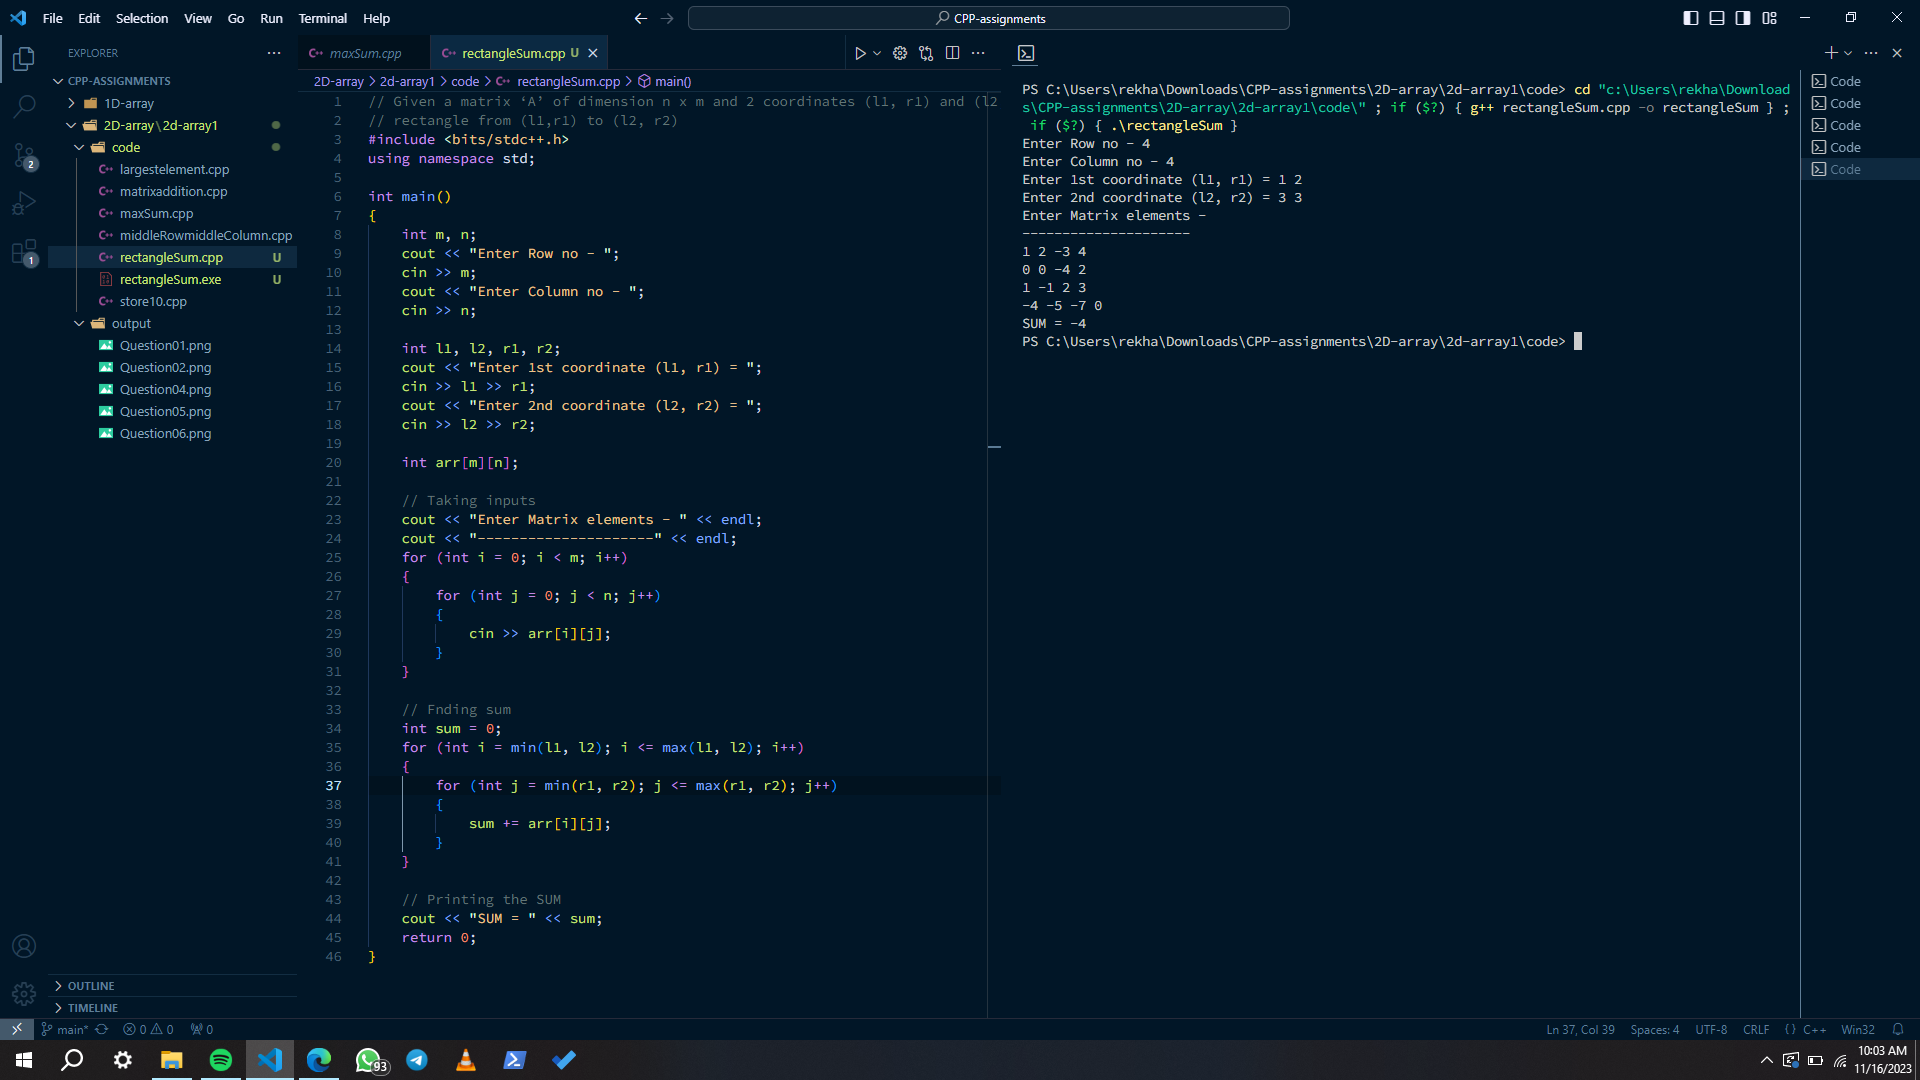 File Edit Selection View Go Run Terminal Help
CPP-assignments
EXPLORER
CPP-ASSIGNMENTS
1D-array
2D-array\2d-array1
code
largestelement.cpp
matrixaddition.cpp
maxSum.cpp
middleRowmiddleColumn.cpp
rectangleSum.cpp U
rectangleSum.exe U
store10.cpp
output
Question01.png
Question02.png
Question04.png
Question05.png
Question06.png
OUTLINE
TIMELINE
2
1
maxSum.cpp
rectangleSum.cpp U
2D-array > 2d-array1 > code > rectangleSum.cpp > main()
1 // Given a matrix ‘A’ of dimension n x m and 2 coordinates (l1, r1) and (l2
2 // rectangle from (l1,r1) to (l2, r2)
3 #include <bits/stdc++.h>
4 using namespace std;
5
6 int main()
7 {
8 int m, n;
9 cout << "Enter Row no - ";
10 cin >> m;
11 cout << "Enter Column no - ";
12 cin >> n;
13
14 int l1, l2, r1, r2;
15 cout << "Enter 1st coordinate (l1, r1) = ";
16 cin >> l1 >> r1;
17 cout << "Enter 2nd coordinate (l2, r2) = ";
18 cin >> l2 >> r2;
19
20 int arr[m][n];
21
22 // Taking inputs
23 cout << "Enter Matrix elements - " << endl;
24 cout << "---------------------" << endl;
25 for (int i = 0; i < m; i++)
26 {
27 for (int j = 0; j < n; j++)
28 {
29 cin >> arr[i][j];
30 }
31 }
32
33 // Fnding sum
34 int sum = 0;
35 for (int i = min(l1, l2); i <= max(l1, l2); i++)
36 {
37 for (int j = min(r1, r2); j <= max(r1, r2); j++)
38 {
39 sum += arr[i][j];
40 }
41 }
42
43 // Printing the SUM
44 cout << "SUM = " << sum;
45 return 0;
46 }
PS C:\Users\rekha\Downloads\CPP-assignments\2D-array\2d-array1\code> cd "c:\Users\rekha\Download
s\CPP-assignments\2D-array\2d-array1\code\" ; if ($?) { g++ rectangleSum.cpp -o rectangleSum } ;
if ($?) { .\rectangleSum }
Enter Row no - 4
Enter Column no - 4
Enter 1st coordinate (l1, r1) = 1 2
Enter 2nd coordinate (l2, r2) = 3 3
Enter Matrix elements -
---------------------
1 2 -3 4
0 0 -4 2
1 -1 2 3
-4 -5 -7 0
SUM = -4
PS C:\Users\rekha\Downloads\CPP-assignments\2D-array\2d-array1\code>
Code
Code
Code
Code
Code
main* 0 0 0
Ln 37, Col 39 Spaces: 4 UTF-8 CRLF {} C++ Win32
93
10:03 AM
11/16/2023